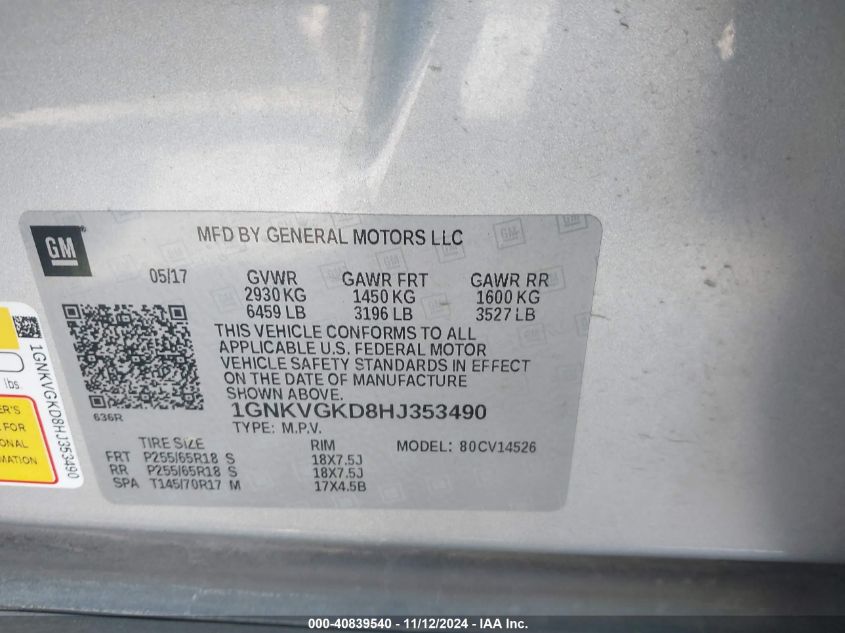 GM
MFD BY GENERAL MOTORS LLC
05/17 GVWR GAWR FRT GAWR RR
2930 KG 1450 KG 1600 KG
6459 LB 3196 LB 3527 LB
THIS VEHICLE CONFORMS TO ALL
APPLICABLE U.S. FEDERAL MOTOR
VEHICLE SAFETY STANDARDS IN EFFECT
ON THE DATE OF MANUFACTURE
SHOWN ABOVE.
636R
1GNKVGKD8HJ353490
TYPE: M.P.V. MODEL: 80CV14526
TIRE SIZE RIM
FRT P255/65R18 S 18X7.5J
RR P255/65R18 S 18X7.5J
SPA T145/70R17 M 17X4.5B
1GNKVGKD8HJ353490
lbs
ER'S
FOR
ONAL
MATION
000-40839540 - 11/12/2024 - IAA Inc.